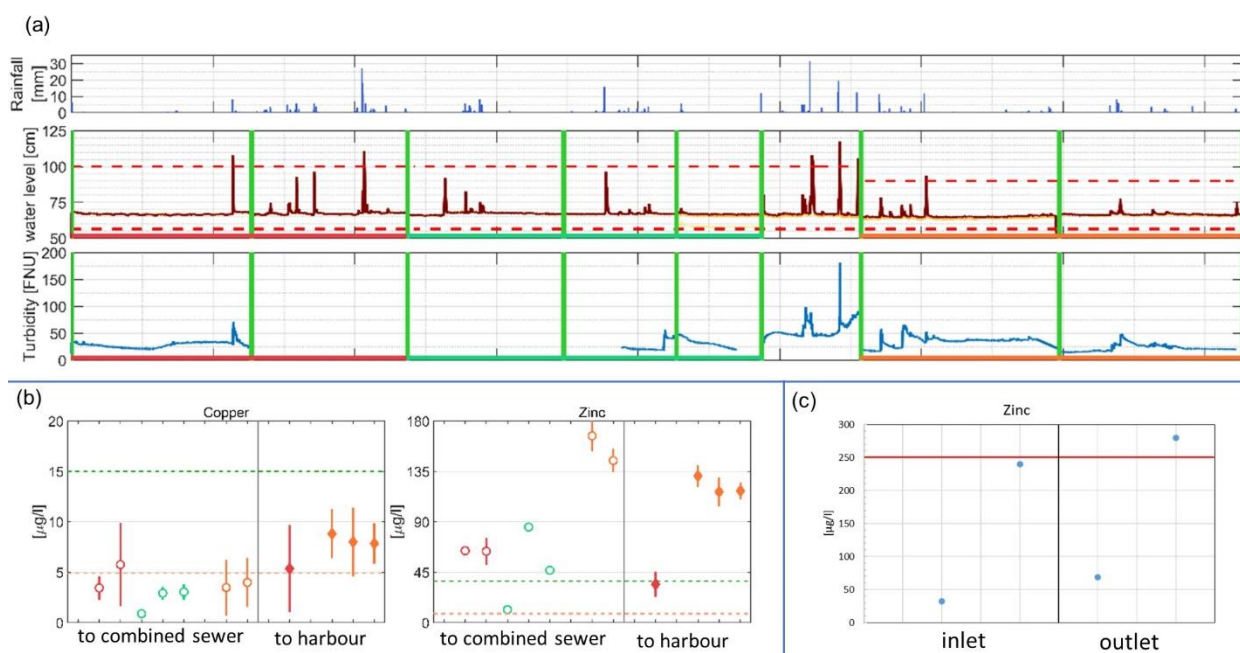 (a)
Rainfall
[mm]
30
20
10
0
water level [cm]
125
100
75
50
Turbidity [FNU]
200
150
100
50
0
(b)
Copper
[µg/l]
20
15
10
5
0
to combined sewer
to harbour
Zinc
[µg/l]
180
135
90
45
0
to combined sewer
to harbour
(c)
Zinc
[µg/l]
300
250
200
150
100
50
0
inlet
outlet